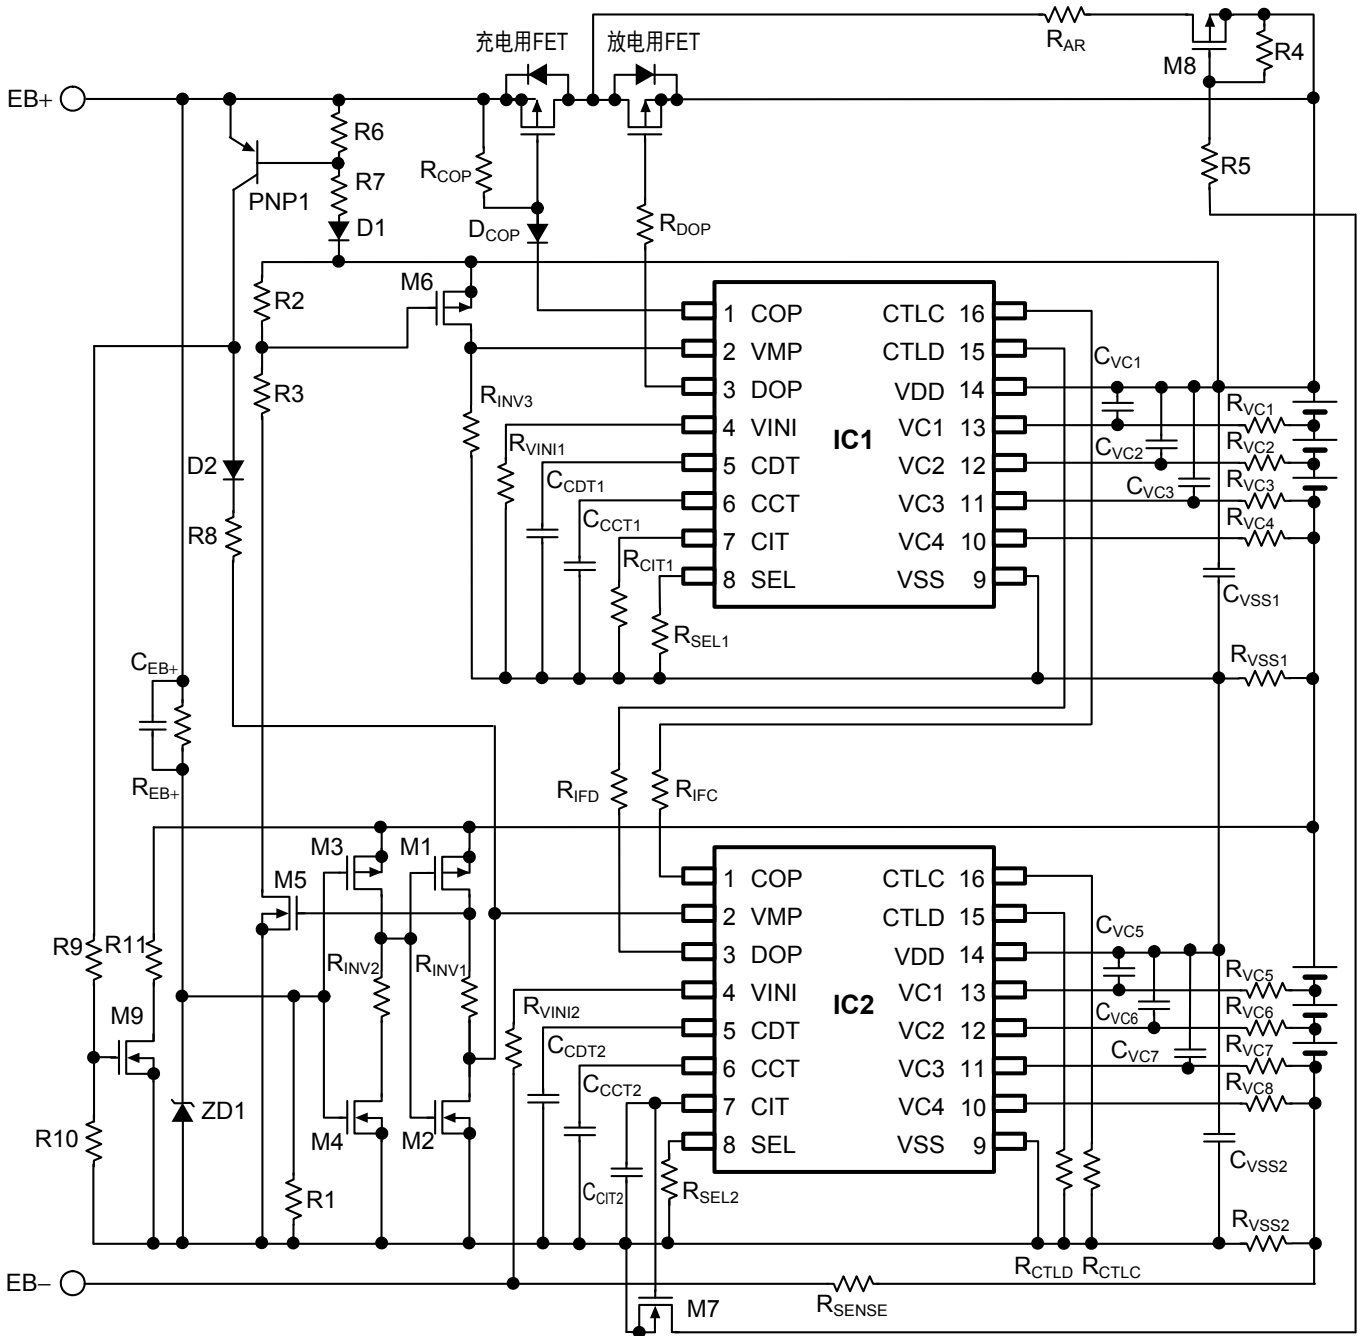 充电用FET 放电用FET
RAR
M8 R4
EB+
R6
RCOP
R7
R5
PNP1
D1
DCOP
RDOP
M6
R2
1 COP CTLC 16
2 VMP CTLD 15
CVC1
R3
RINV3
3 DOP VDD 14
RVC1
4 VINI IC1 VC1 13
RVINI1
CVC2
RVC2
D2
5 CDT VC2 12
CCDT1
CVC3
RVC3
6 CCT VC3 11
CCCT1
RVC4
R8
7 CIT VC4 10
RCIT1
8 SEL VSS 9
CVSS1
RSEL1
CEB+
RVSS1
REB+
RIFD RIFC
M3 M1
M5
1 COP CTLC 16
2 VMP CTLD 15
CVC5
R9 R11
RINV2 RINV1
3 DOP VDD 14
RVC5
4 VINI IC2 VC1 13
RVINI2
CVC6
RVC6
M9
5 CDT VC2 12
CCDT2
CVC7
RVC7
6 CCT VC3 11
CCCT2
RVC8
ZD1
7 CIT VC4 10
R10
M4 M2
8 SEL VSS 9
CVSS2
CCIT2
RSEL2
R1
RVSS2
RCTLD RCTLC
EB−
M7
RSENSE